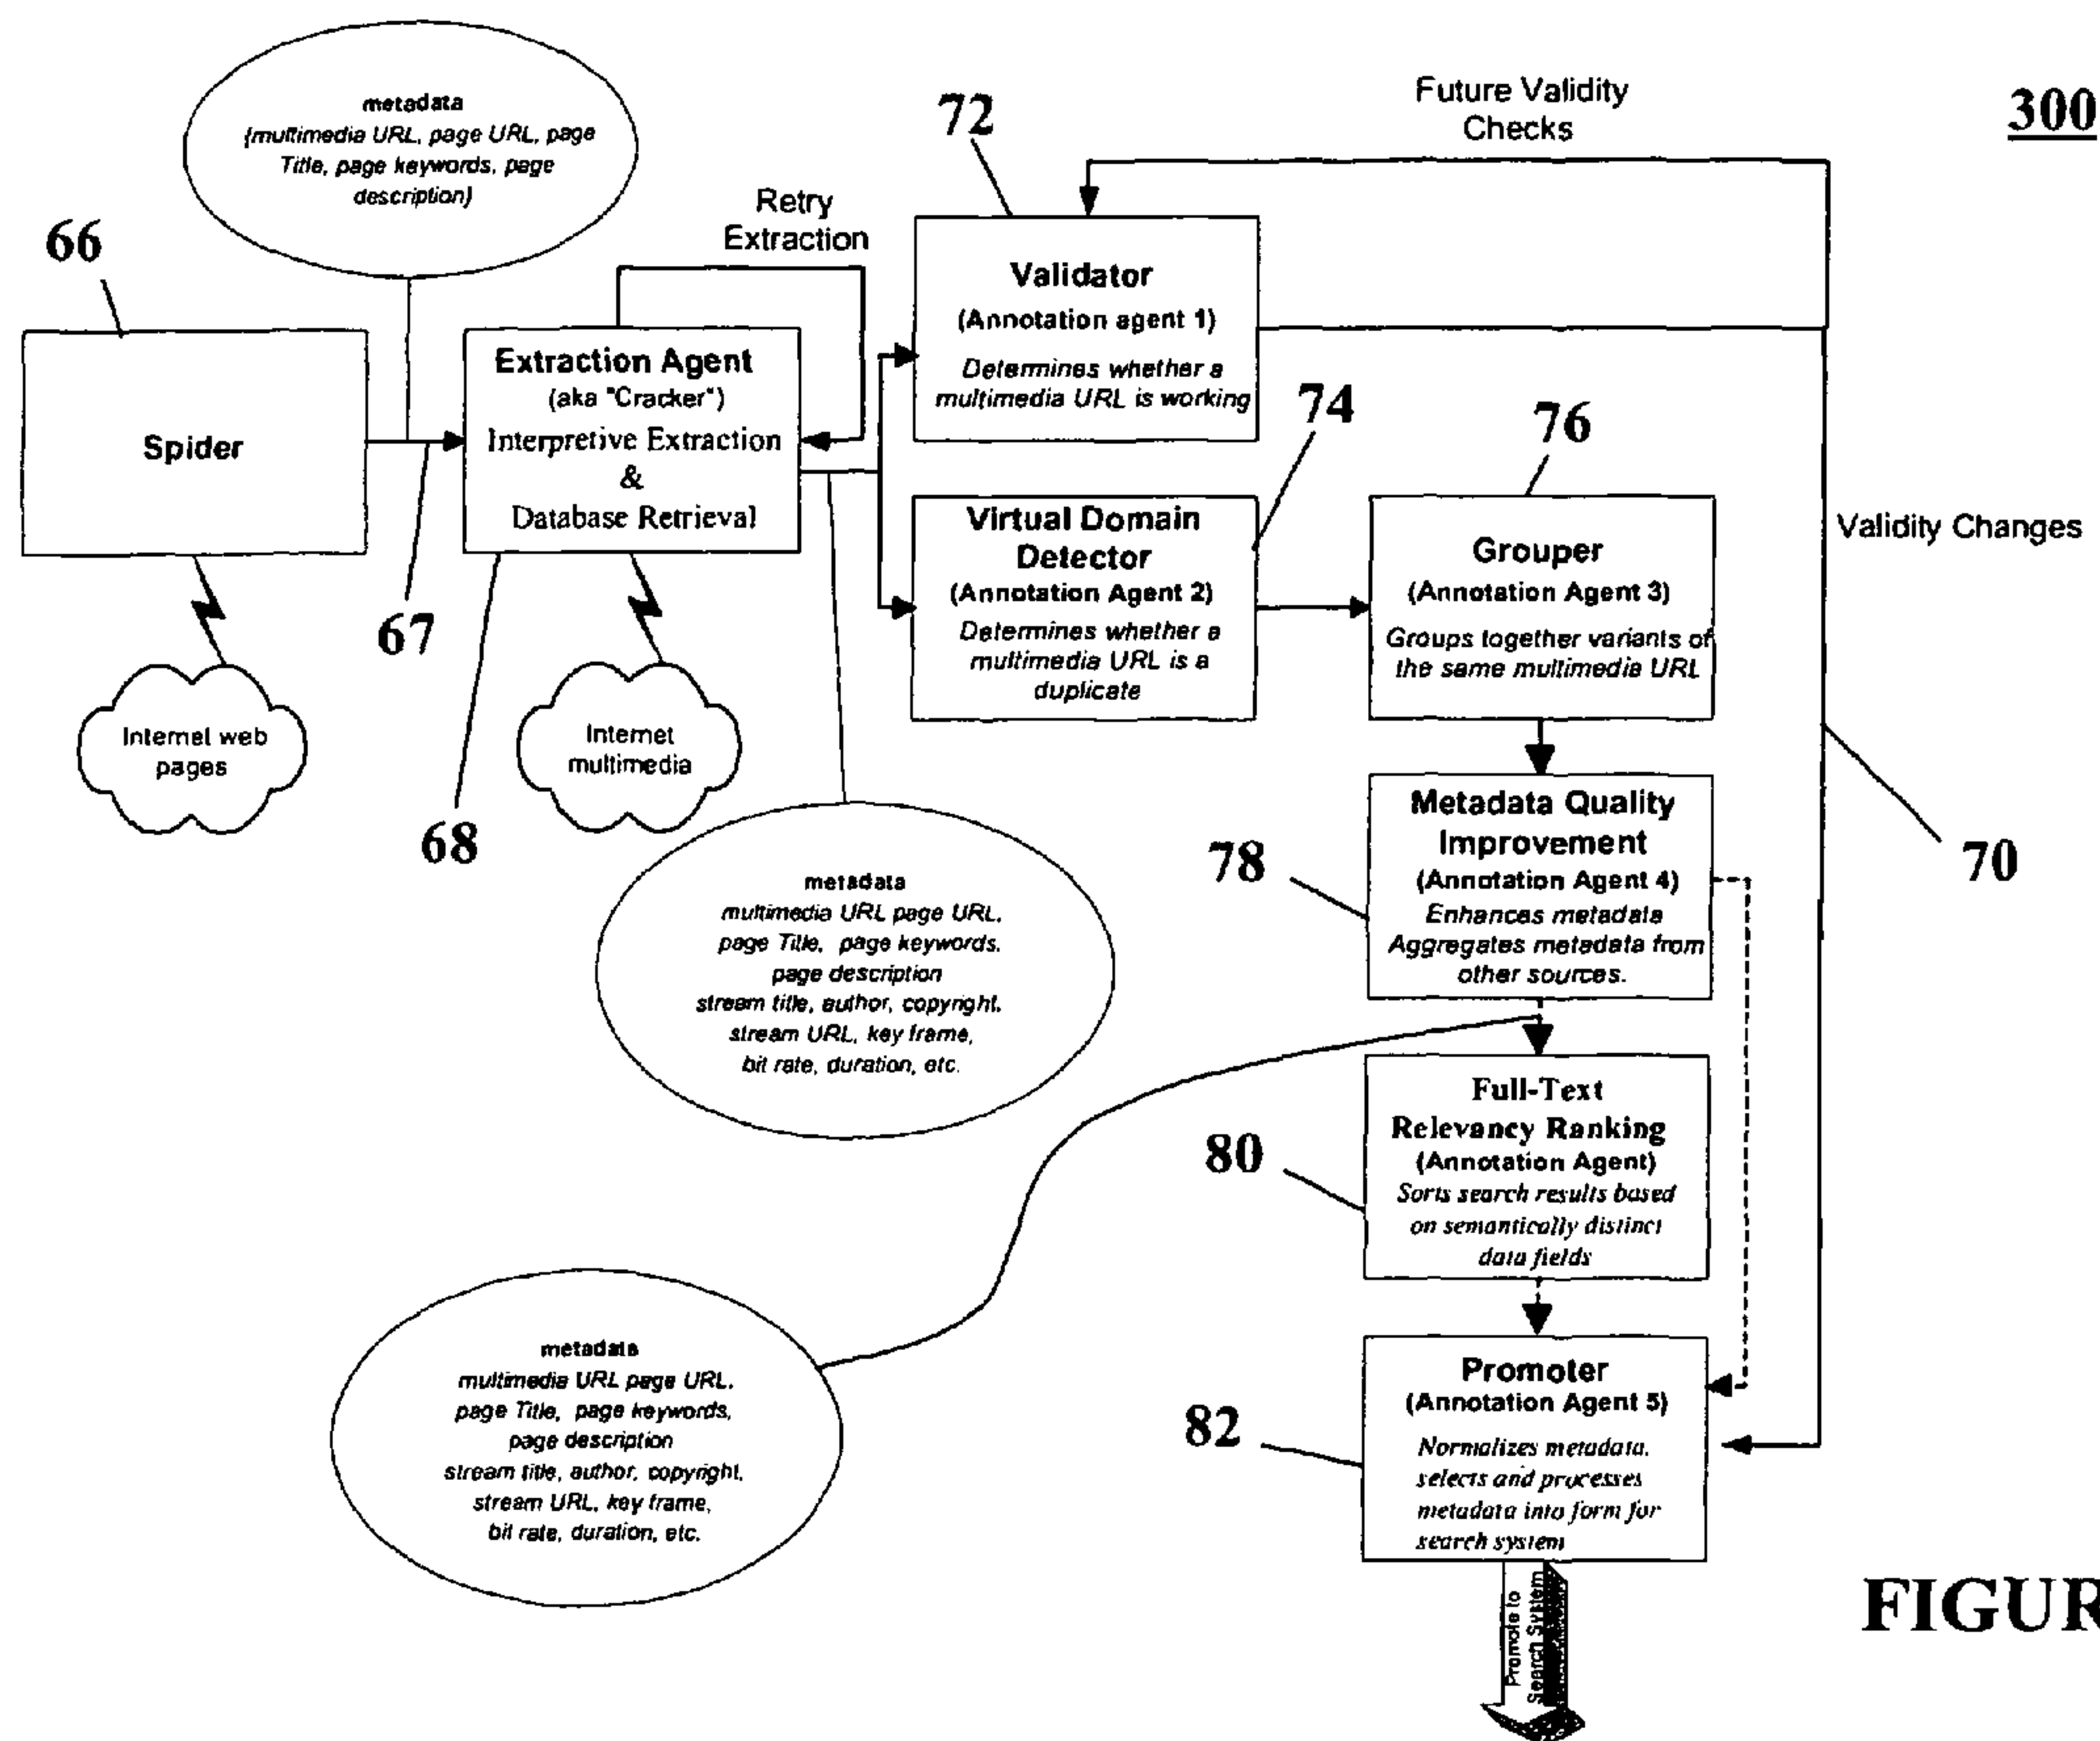 metadata
{multimedia URL, page URL, page
Title, page keywords, page
description}
66
Spider
67
Internet web
pages
Retry
Extraction
Extraction Agent
(aka "Cracker")
Interpretive Extraction
&
Database Retrieval
68
Internet
multimedia
72
Future Validity
Checks
300
Validator
(Annotation agent 1)
Determines whether a
multimedia URL is working
74
Virtual Domain
Detector
(Annotation Agent 2)
Determines whether a
multimedia URL is a
duplicate
76
Grouper
(Annotation Agent 3)
Groups together variants of
the same multimedia URL
Validity Changes
70
metadata
multimedia URL page URL,
page Title, page keywords,
page description
stream title, author, copyright,
stream URL, key frame,
bit rate, duration, etc.
78
Metadata Quality
Improvement
(Annotation Agent 4)
Enhances metadata
Aggregates metadata from
other sources.
80
Full-Text
Relevancy Ranking
(Annotation Agent)
Sorts search results based
on semantically distinct
data fields
metadata
multimedia URL page URL,
page Title, page keywords,
page description
stream title, author, copyright,
stream URL, key frame,
bit rate, duration, etc.
82
Promoter
(Annotation Agent 5)
Normalizes metadata,
selects and processes
metadata into form for
search system
Promote to
Search System
FIGUR